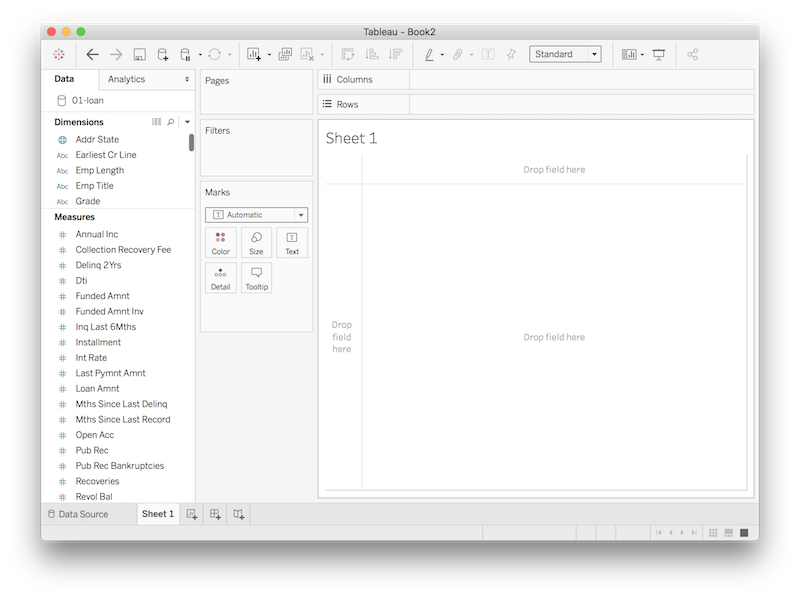 Tableau - Book2
Standard
Data
Analytics
01-loan
Dimensions
Addr State
Abc Earliest Cr Line
Abc Emp Length
Abc Emp Title
Abc Grade
Measures
# Annual Inc
# Collection Recovery Fee
# Delinq 2Yrs
# Dti
# Funded Amnt
# Funded Amnt Inv
# Inq Last 6Mths
# Installment
# Int Rate
# Last Pymnt Amnt
# Loan Amnt
# Mths Since Last Delinq
# Mths Since Last Record
# Open Acc
# Pub Rec
# Pub Rec Bankruptcies
# Recoveries
# Revol Bal
Pages
Filters
Marks
T Automatic
Color
Size
Text
Detail
Tooltip
Columns
Rows
Sheet 1
Drop field here
Drop
field
here
Drop field here
Data Source
Sheet 1